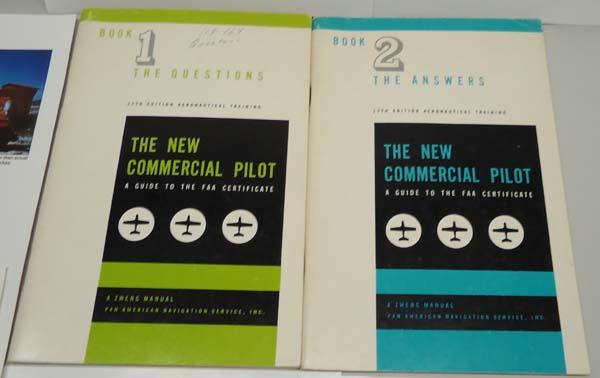 BOOK 1
THE QUESTIONS
12TH EDITION AERONAUTICAL TRAINING
THE NEW
COMMERCIAL PILOT
A GUIDE TO THE FAA CERTIFICATE
A ZWENG MANUAL
PAN AMERICAN NAVIGATION SERVICE, INC.
BOOK 2
THE ANSWERS
12TH EDITION AERONAUTICAL TRAINING
THE NEW
COMMERCIAL PILOT
A GUIDE TO THE FAA CERTIFICATE
A ZWENG MANUAL
PAN AMERICAN NAVIGATION SERVICE, INC.